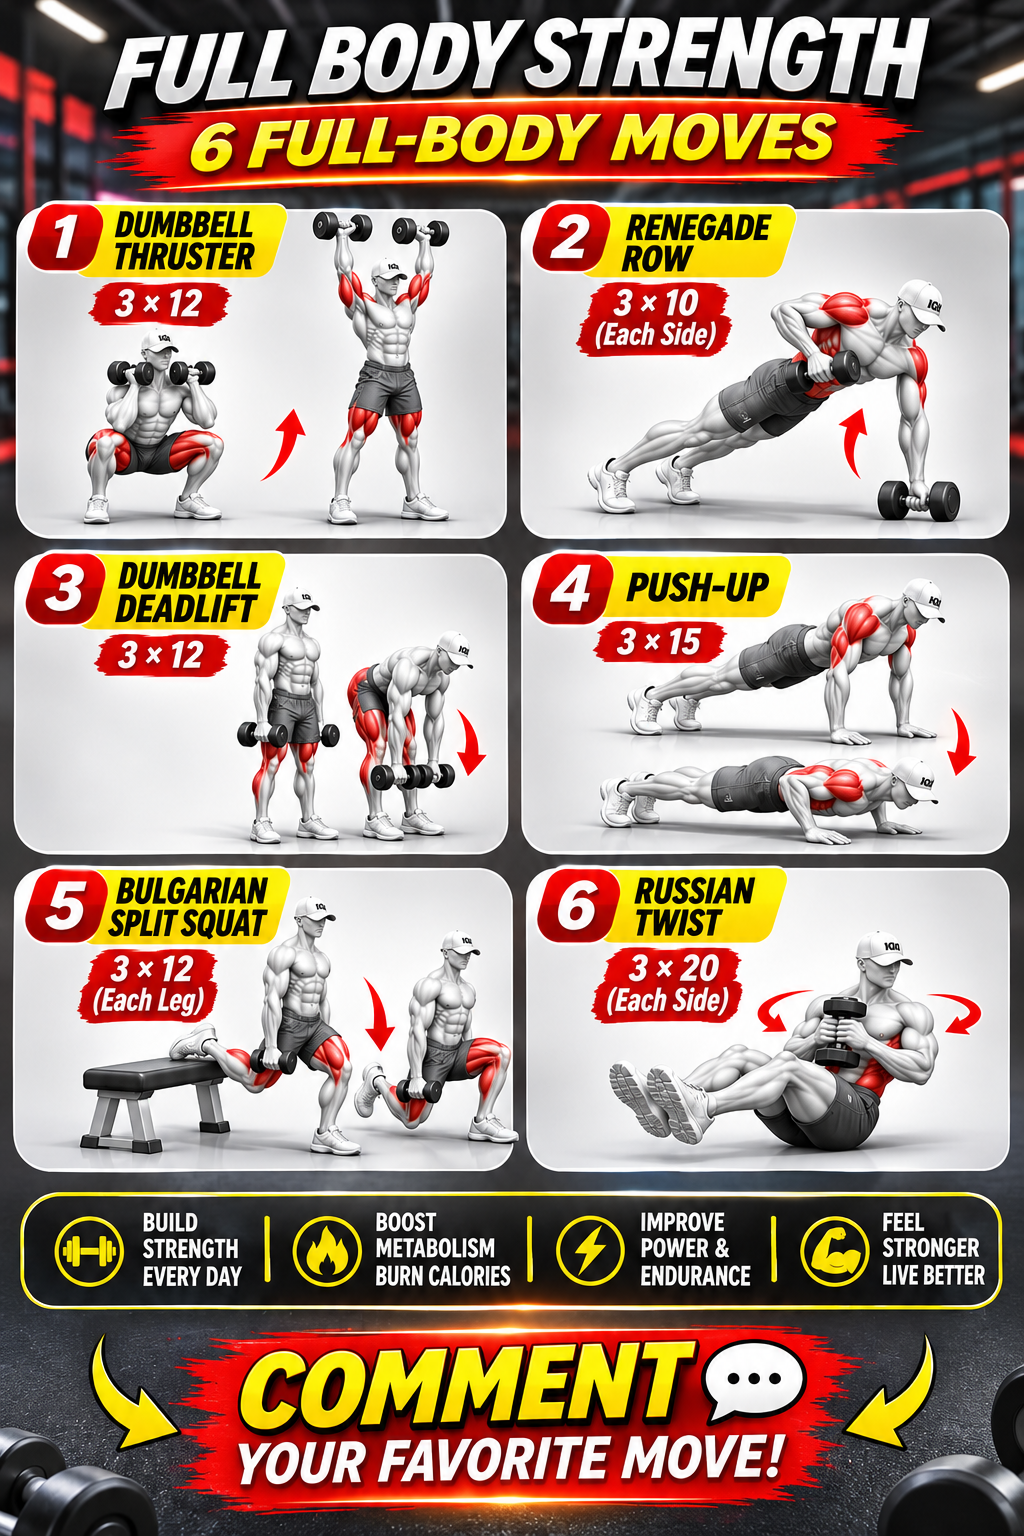 FULL BODY STRENGTH
6 FULL-BODY MOVES
1
DUMBBELL
THRUSTER
3 × 12
2
RENEGADE
ROW
3 × 10
(Each Side)
3
DUMBBELL
DEADLIFT
3 × 12
4
PUSH-UP
3 × 15
5
BULGARIAN
SPLIT SQUAT
3 × 12
(Each Leg)
6
RUSSIAN
TWIST
3 × 20
(Each Side)
BUILD
STRENGTH
EVERY DAY
BOOST
METABOLISM
BURN CALORIES
IMPROVE
POWER &
ENDURANCE
FEEL
STRONGER
LIVE BETTER
COMMENT
YOUR FAVORITE MOVE!